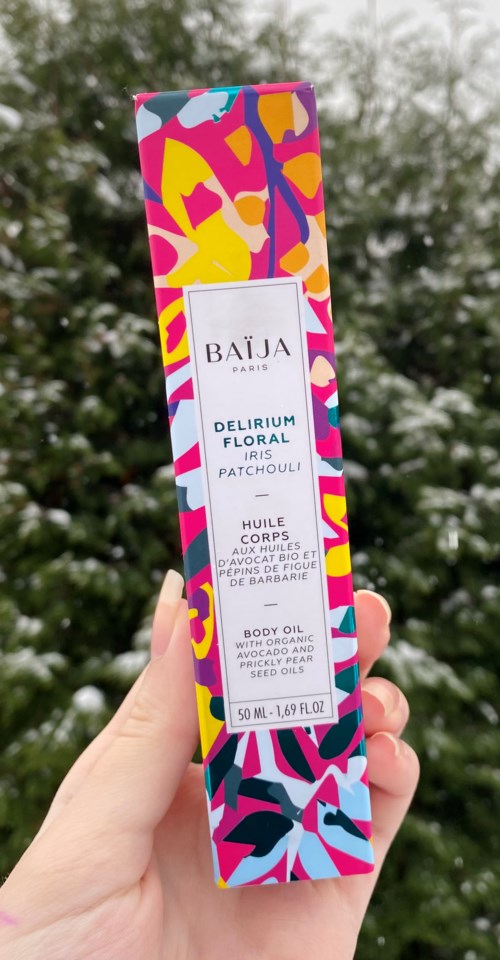 BAÏJA
PARIS
DELIRIUM
FLORAL
IRIS
PATCHOULI
—
HUILE
CORPS
AUX HUILES
D'AVOCAT BIO ET
PÉPINS DE FIGUE
DE BARBARIE
—
BODY OIL
WITH ORGANIC
AVOCADO AND
PRICKLY PEAR
SEED OILS
50 ML - 1,69 FL.OZ